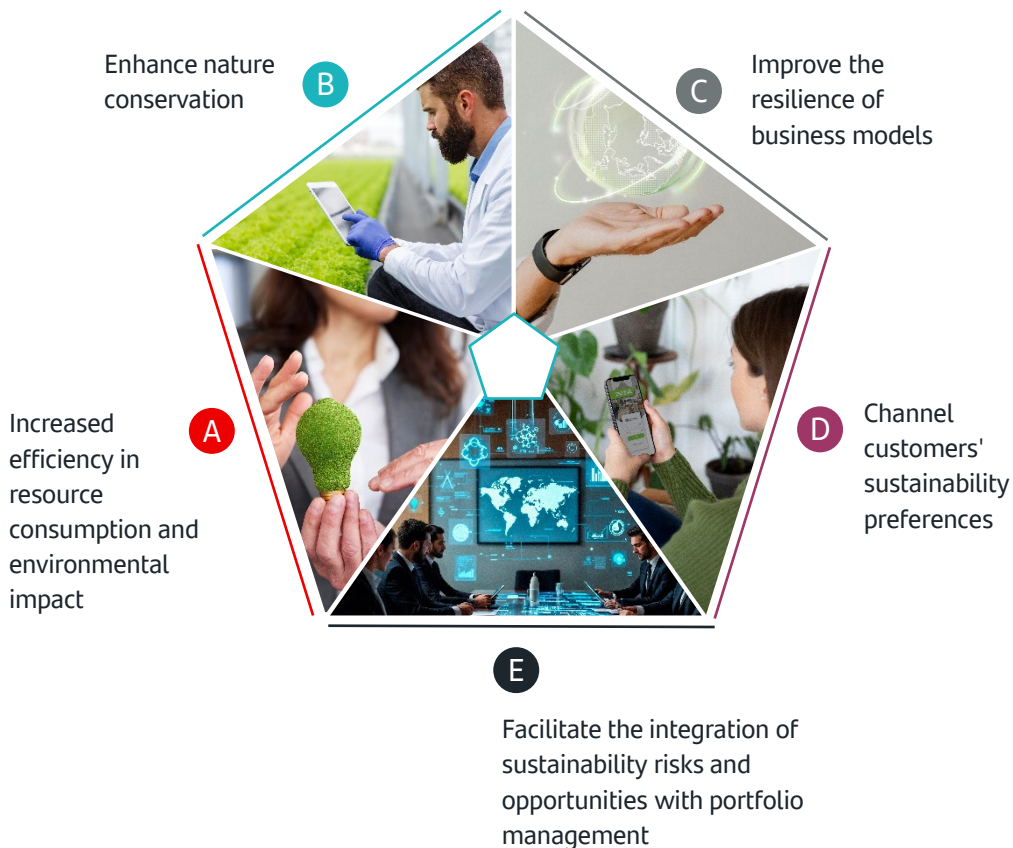 Enhance nature
conservation
B
C
Improve the
resilience of
business models
Increased
efficiency in
resource
consumption and
environmental
impact
A
D
Channel
customers'
sustainability
preferences
E
Facilitate the integration of
sustainability risks and
opportunities with portfolio
management